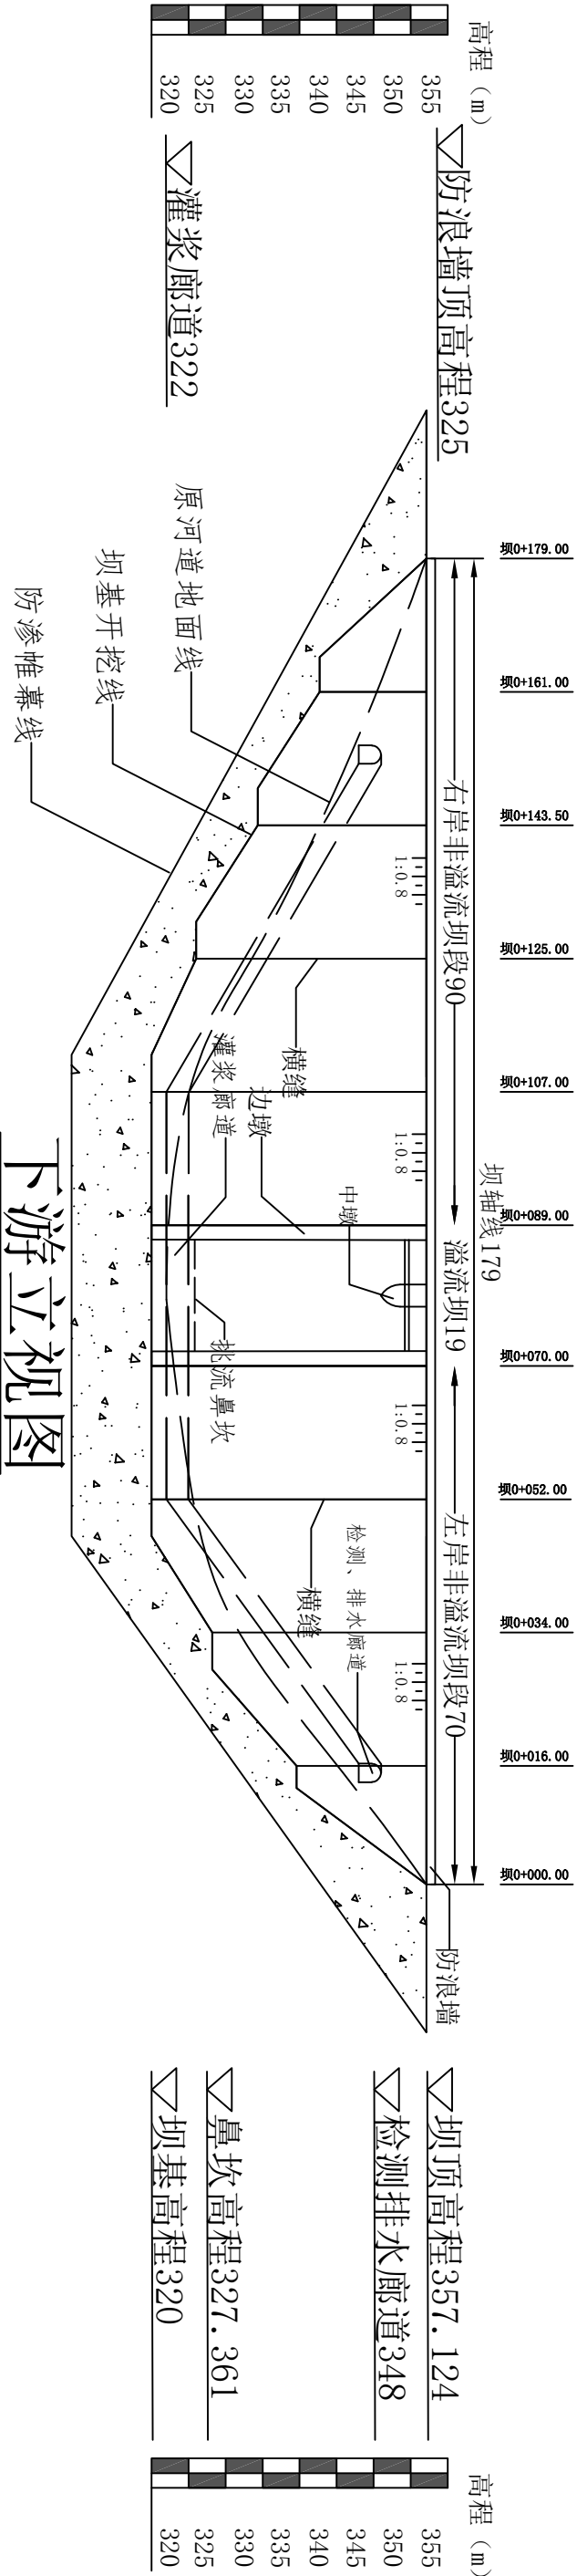 高程（m）
355
350
345
340
335
330
325
320
防浪墙顶高程325
灌浆廊道322
坝0+179.00
坝0+161.00
坝0+143.50
坝0+125.00
坝0+107.00
坝0+089.00
坝0+070.00
坝0+052.00
坝0+034.00
坝0+016.00
坝0+000.00
坝轴线179
右岸非溢流坝段90
溢流坝19
左岸非溢流坝段70
1:0.8
1:0.8
1:0.8
1:0.8
原河道地面线
坝基开挖线
防渗帷幕线
横缝
边墩
灌浆廊道
中墩
挑流鼻坎
横缝
检测、排水廊道
防浪墙
下游立视图
坝顶高程357.124
检测排水廊道348
鼻坎高程327.361
坝基高程320
高程（m）
355
350
345
340
335
330
325
320